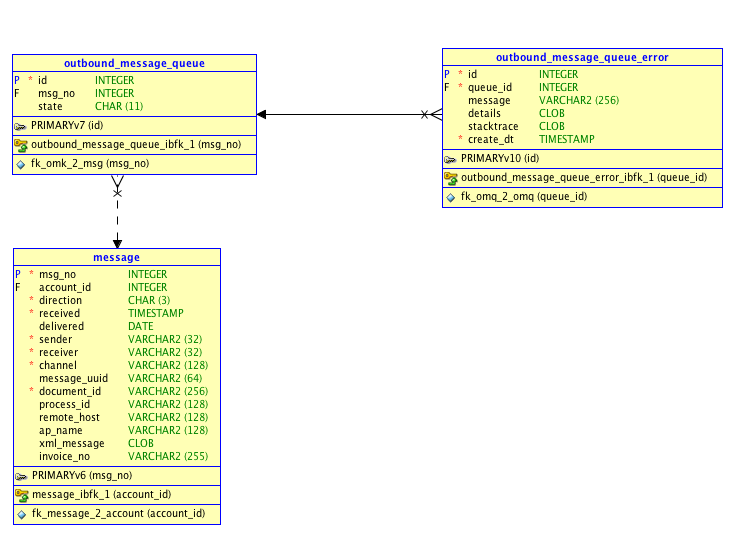 outbound_message_queue
P * id INTEGER
F msg_no INTEGER
state CHAR (11)
PRIMARYv7 (id)
outbound_message_queue_ibfk_1 (msg_no)
fk_omk_2_msg (msg_no)
outbound_message_queue_error
P * id INTEGER
F * queue_id INTEGER
message VARCHAR2 (256)
details CLOB
stacktrace CLOB
* create_dt TIMESTAMP
PRIMARYv10 (id)
outbound_message_queue_error_ibfk_1 (queue_id)
fk_omq_2_omq (queue_id)
message
P * msg_no INTEGER
F account_id INTEGER
* direction CHAR (3)
* received TIMESTAMP
delivered DATE
* sender VARCHAR2 (32)
* receiver VARCHAR2 (32)
* channel VARCHAR2 (128)
message_uuid VARCHAR2 (64)
* document_id VARCHAR2 (256)
process_id VARCHAR2 (128)
remote_host VARCHAR2 (128)
ap_name VARCHAR2 (128)
xml_message CLOB
invoice_no VARCHAR2 (255)
PRIMARYv6 (msg_no)
message_ibfk_1 (account_id)
fk_message_2_account (account_id)